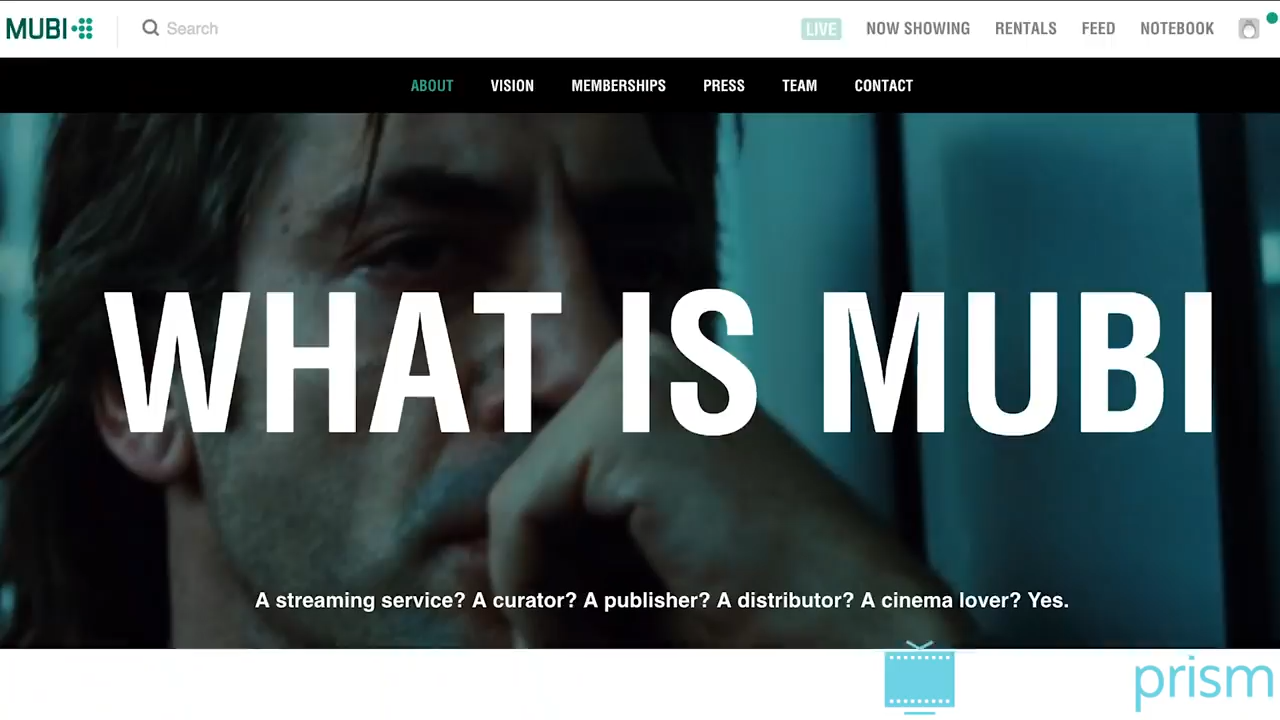 MUBI Search LIVE NOW SHOWING RENTALS FEED NOTEBOOK
ABOUT VISION MEMBERSHIPS PRESS TEAM CONTACT
WHAT IS MUBI
A streaming service? A curator? A publisher? A distributor? A cinema lover? Yes.
prism